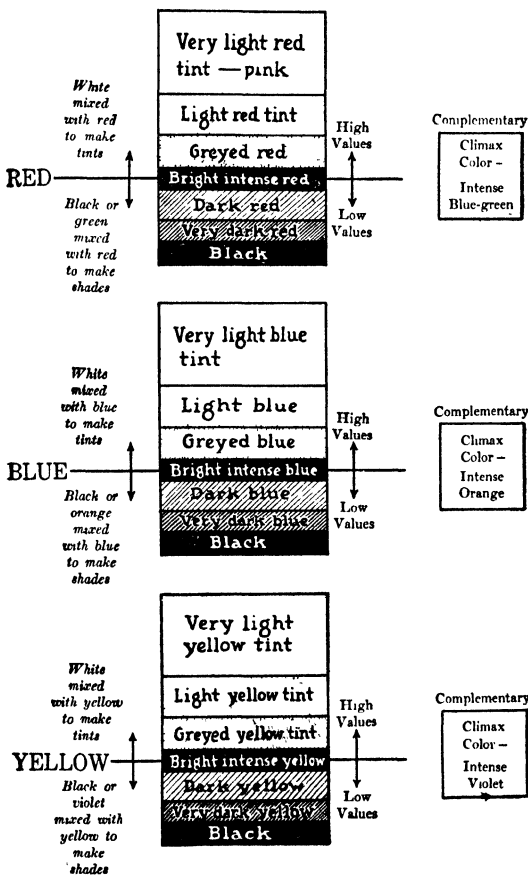 White
mixed
with red
to make
tints
RED
Black or
green
mixed
with red
to make
shades
Very light red
tint — pink
Light red tint
Greyed red
Bright intense red
Dark red
Very dark red
Black
High
Values
Low
Values
Complementary
Climax
Color –
Intense
Blue-green
White
mixed
with blue
to make
tints
BLUE
Black or
orange
mixed
with blue
to make
shades
Very light blue
tint
Light blue
Greyed blue
Bright intense blue
Dark blue
Very dark blue
Black
High
Values
Low
Values
Complementary
Climax
Color –
Intense
Orange
White
mixed
with yellow
to make
tints
YELLOW
Black or
violet
mixed with
yellow to
make
shades
Very light
yellow tint
Light yellow tint
Greyed yellow tint
Bright intense yellow
Dark yellow
Very dark yellow
Black
High
Values
Low
Values
Complementary
Climax
Color –
Intense
Violet